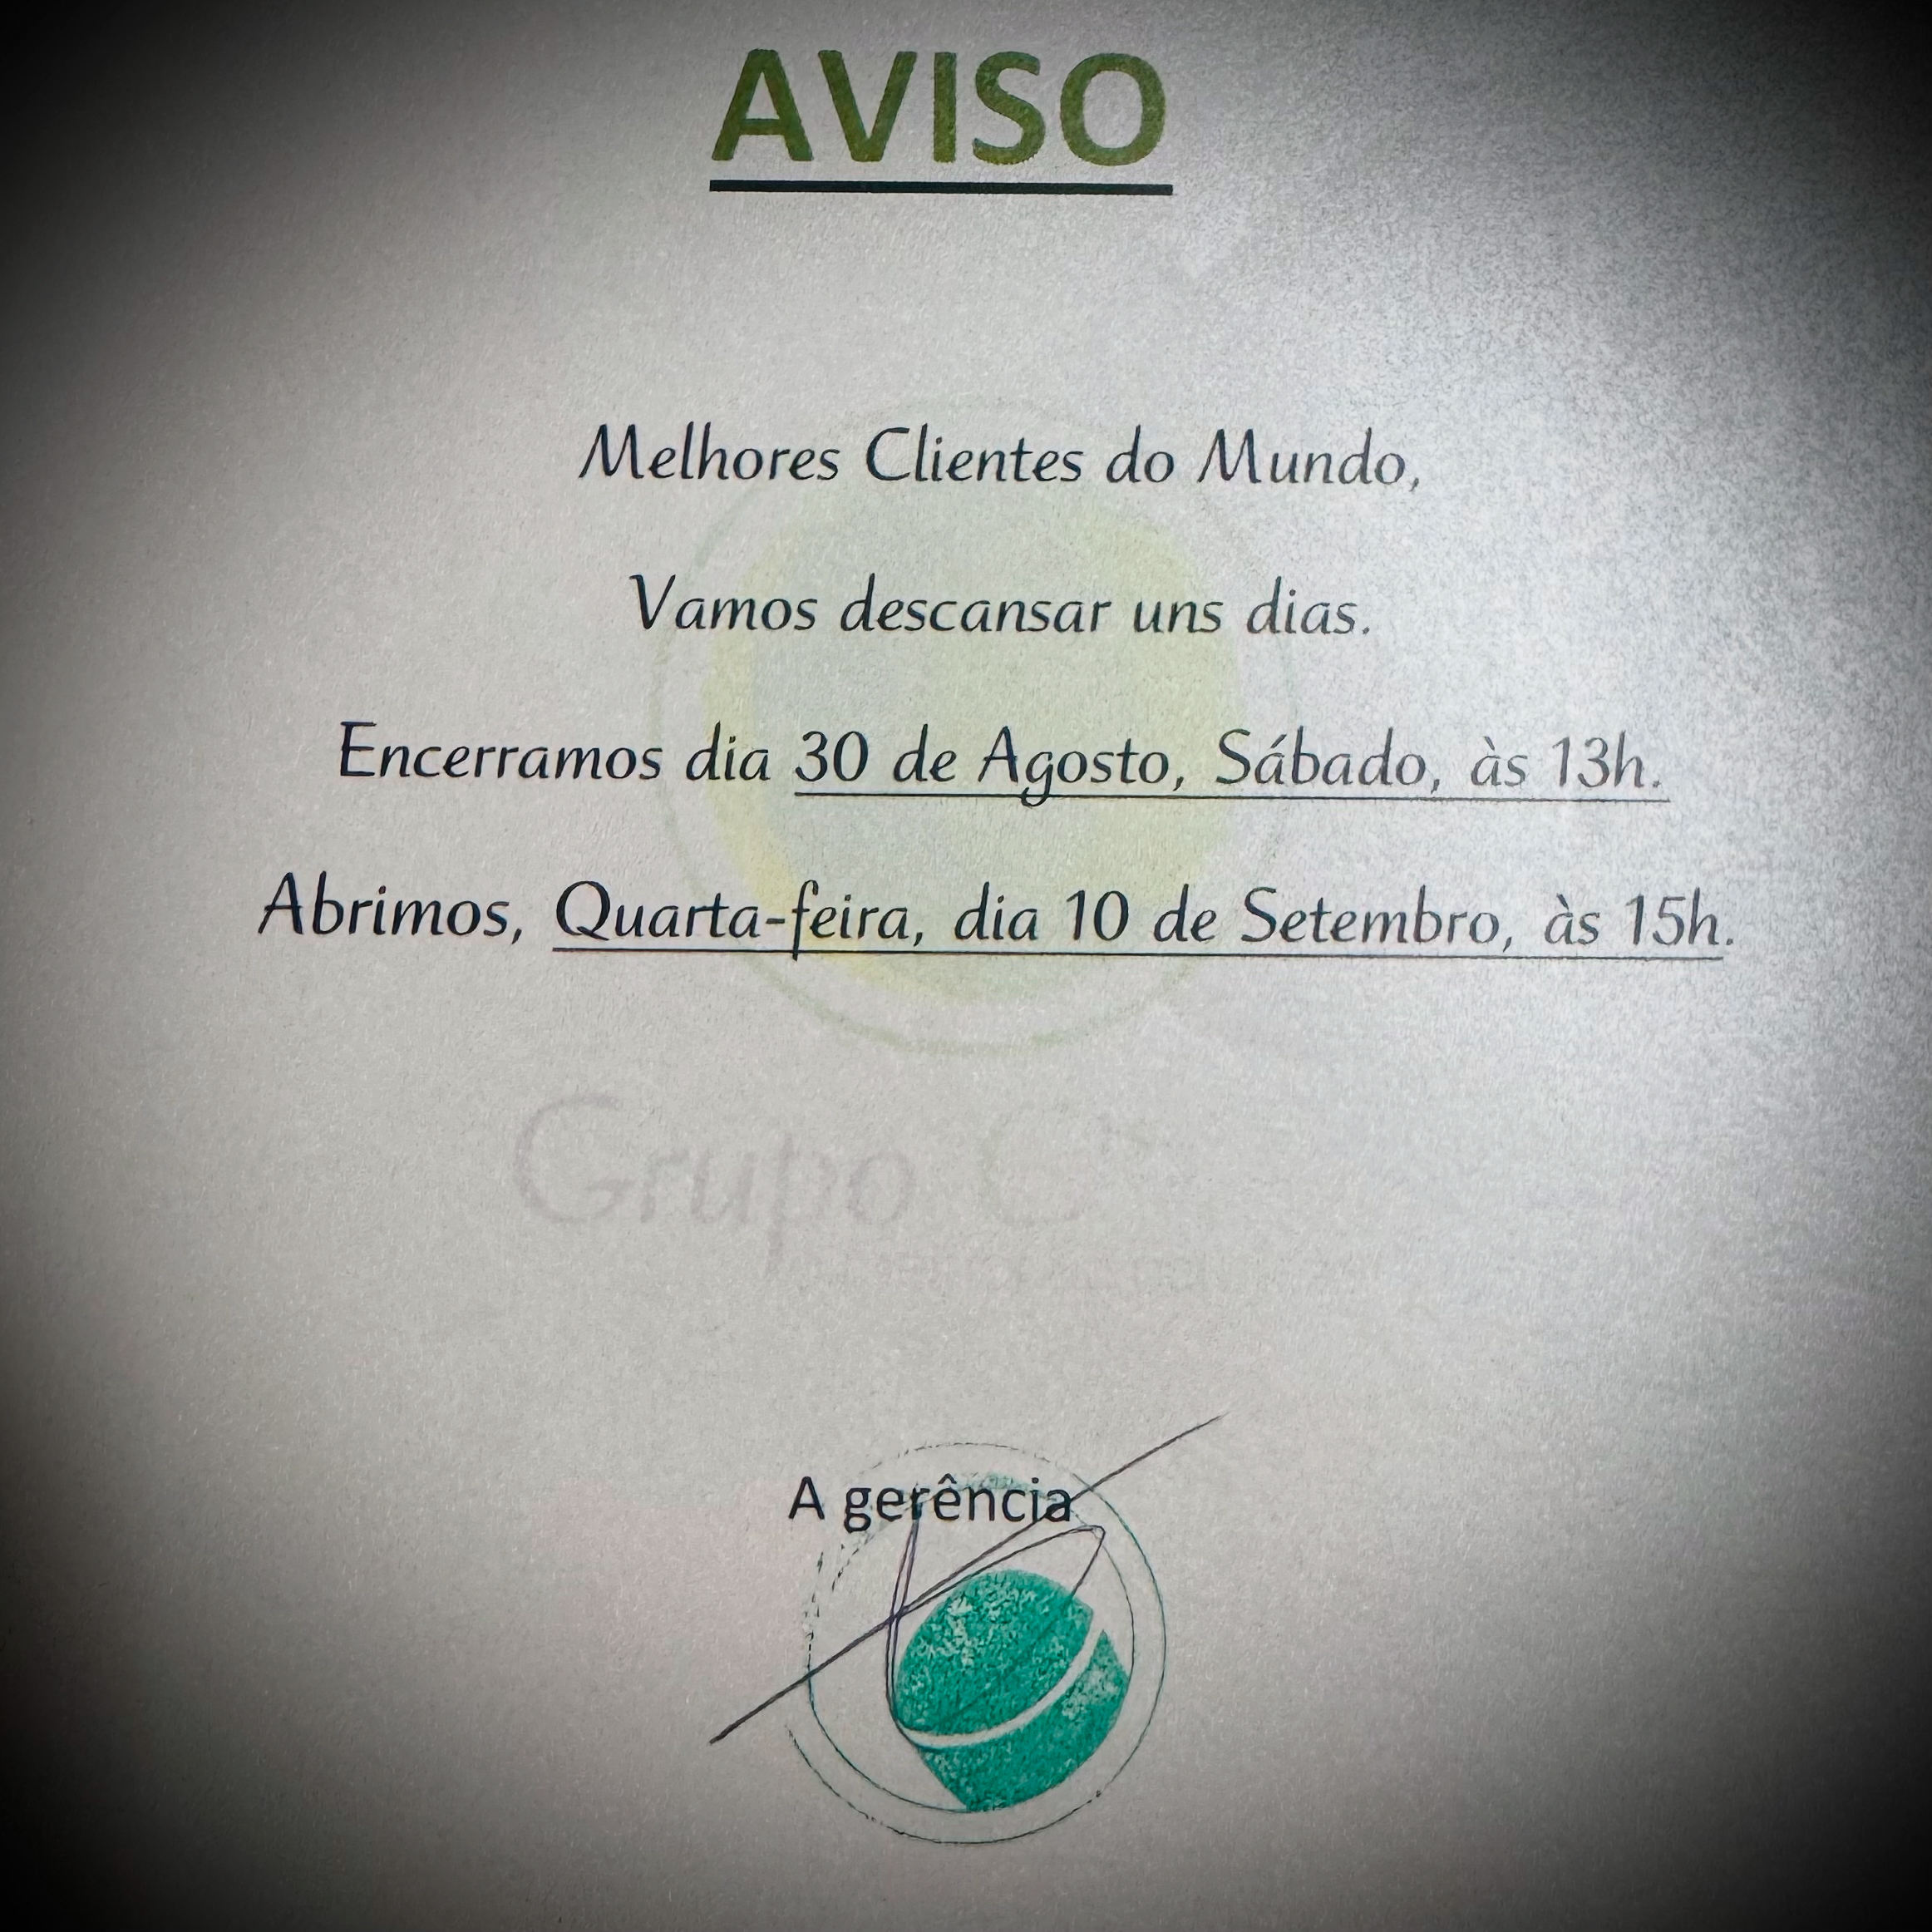 AVISO
Melhores Clientes do Mundo,
Vamos descansar uns dias.
Encerramos dia 30 de Agosto, Sábado, às 13h.
Abrimos, Quarta-feira, dia 10 de Setembro, às 15h.
Grupo
A gerência